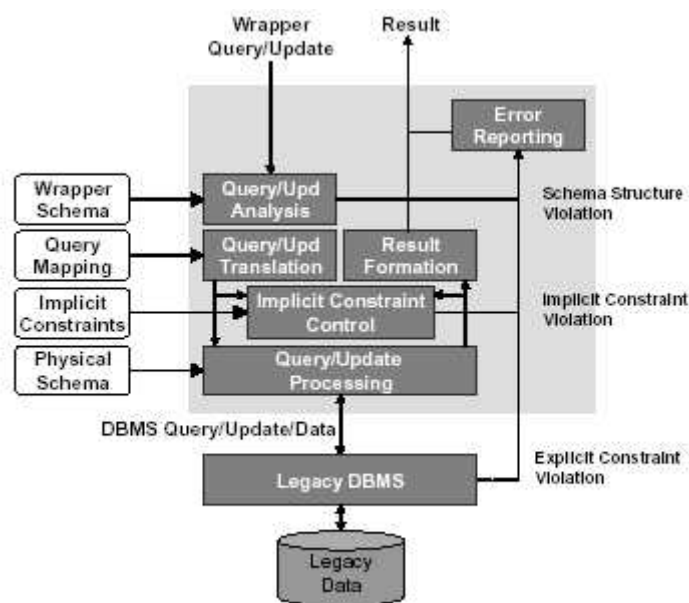 Wrapper
Query/Update
Result
Error
Reporting
Wrapper
Schema
Query/Upd
Analysis
Schema Structure
Violation
Query
Mapping
Query/Upd
Translation
Result
Formation
Implicit
Constraints
Implicit Constraint
Control
Implicit Constraint
Violation
Physical
Schema
Query/Update
Processing
DBMS Query/Update/Data
Legacy DBMS
Explicit Constraint
Violation
Legacy
Data